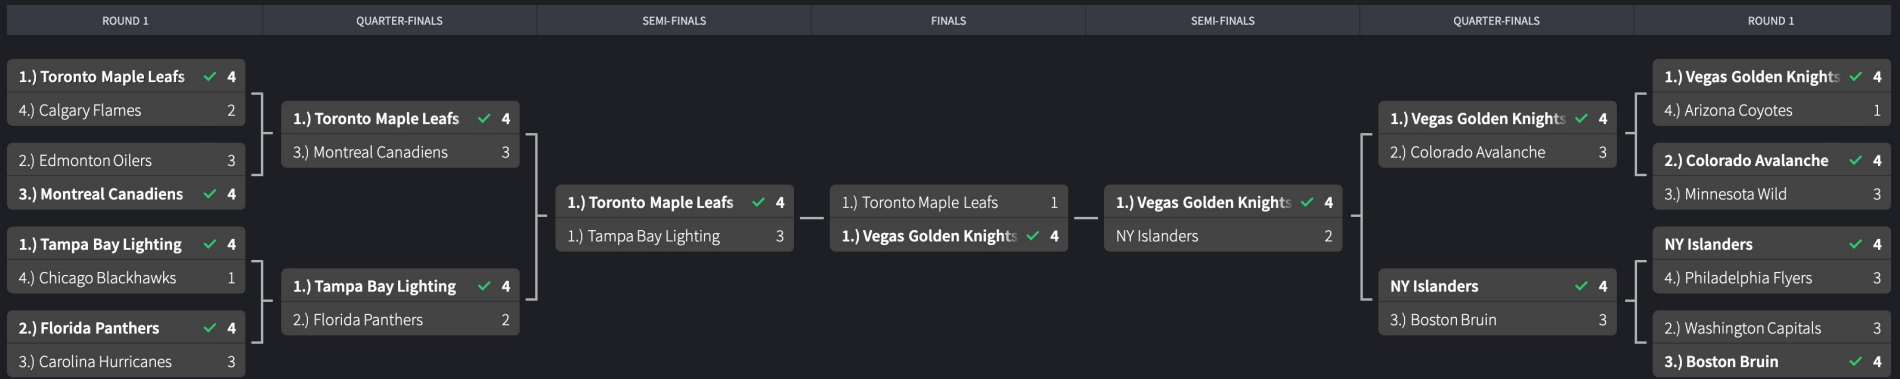 ROUND 1
QUARTER-FINALS
SEMI-FINALS
FINALS
SEMI-FINALS
QUARTER-FINALS
ROUND 1
1.) Toronto Maple Leafs 4
4.) Calgary Flames 2
2.) Edmonton Oilers 3
3.) Montreal Canadiens 4
1.) Tampa Bay Lighting 4
4.) Chicago Blackhawks 1
2.) Florida Panthers 4
3.) Carolina Hurricanes 3
1.) Toronto Maple Leafs 4
3.) Montreal Canadiens 3
1.) Tampa Bay Lighting 4
2.) Florida Panthers 2
1.) Toronto Maple Leafs 4
1.) Tampa Bay Lighting 3
1.) Toronto Maple Leafs 1
1.) Vegas Golden Knights 4
1.) Vegas Golden Knights 4
NY Islanders 2
1.) Vegas Golden Knights 4
2.) Colorado Avalanche 3
NY Islanders 4
3.) Boston Bruin 3
1.) Vegas Golden Knights 4
4.) Arizona Coyotes 1
2.) Colorado Avalanche 4
3.) Minnesota Wild 3
NY Islanders 4
4.) Philadelphia Flyers 3
2.) Washington Capitals 3
3.) Boston Bruin 4